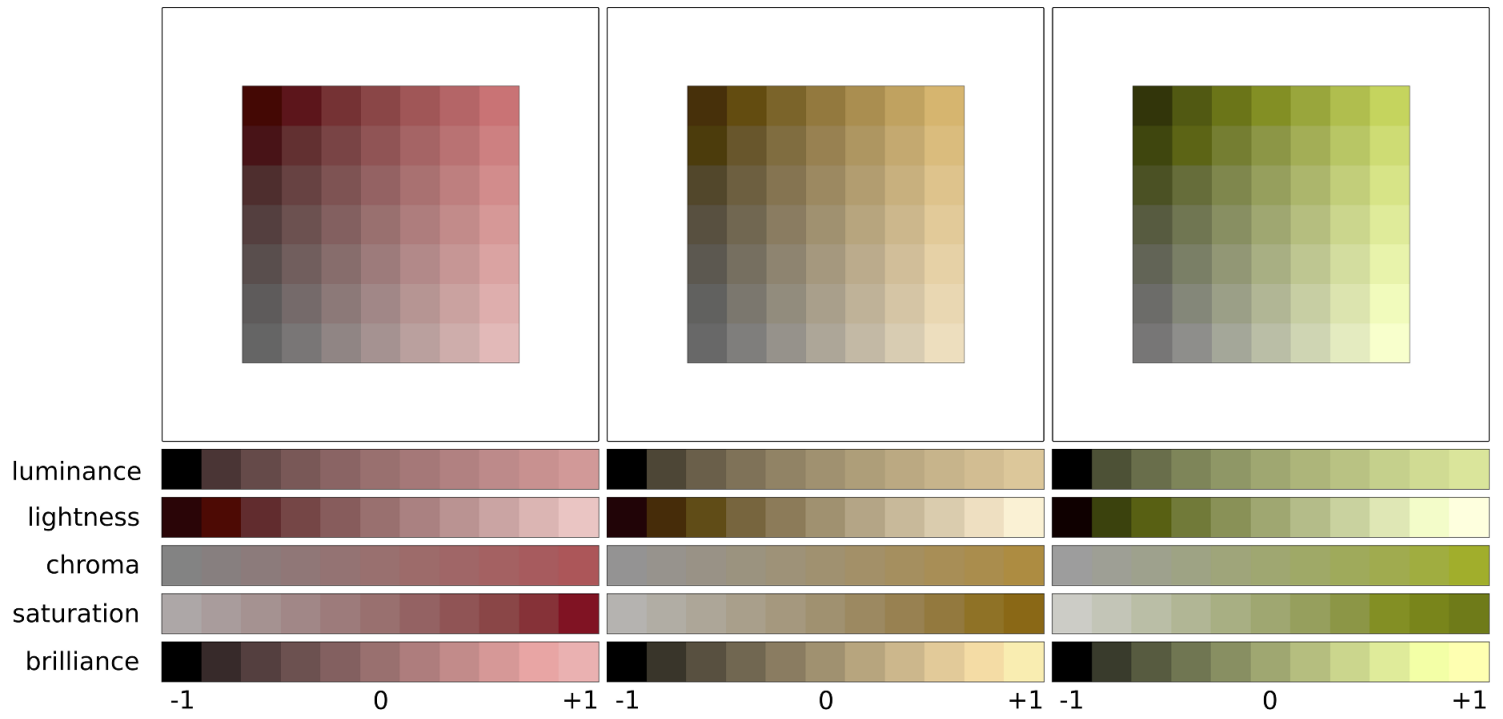 luminance
lightness
chroma
saturation
brilliance
-1 0 +1 -1 0 +1 -1 0 +1